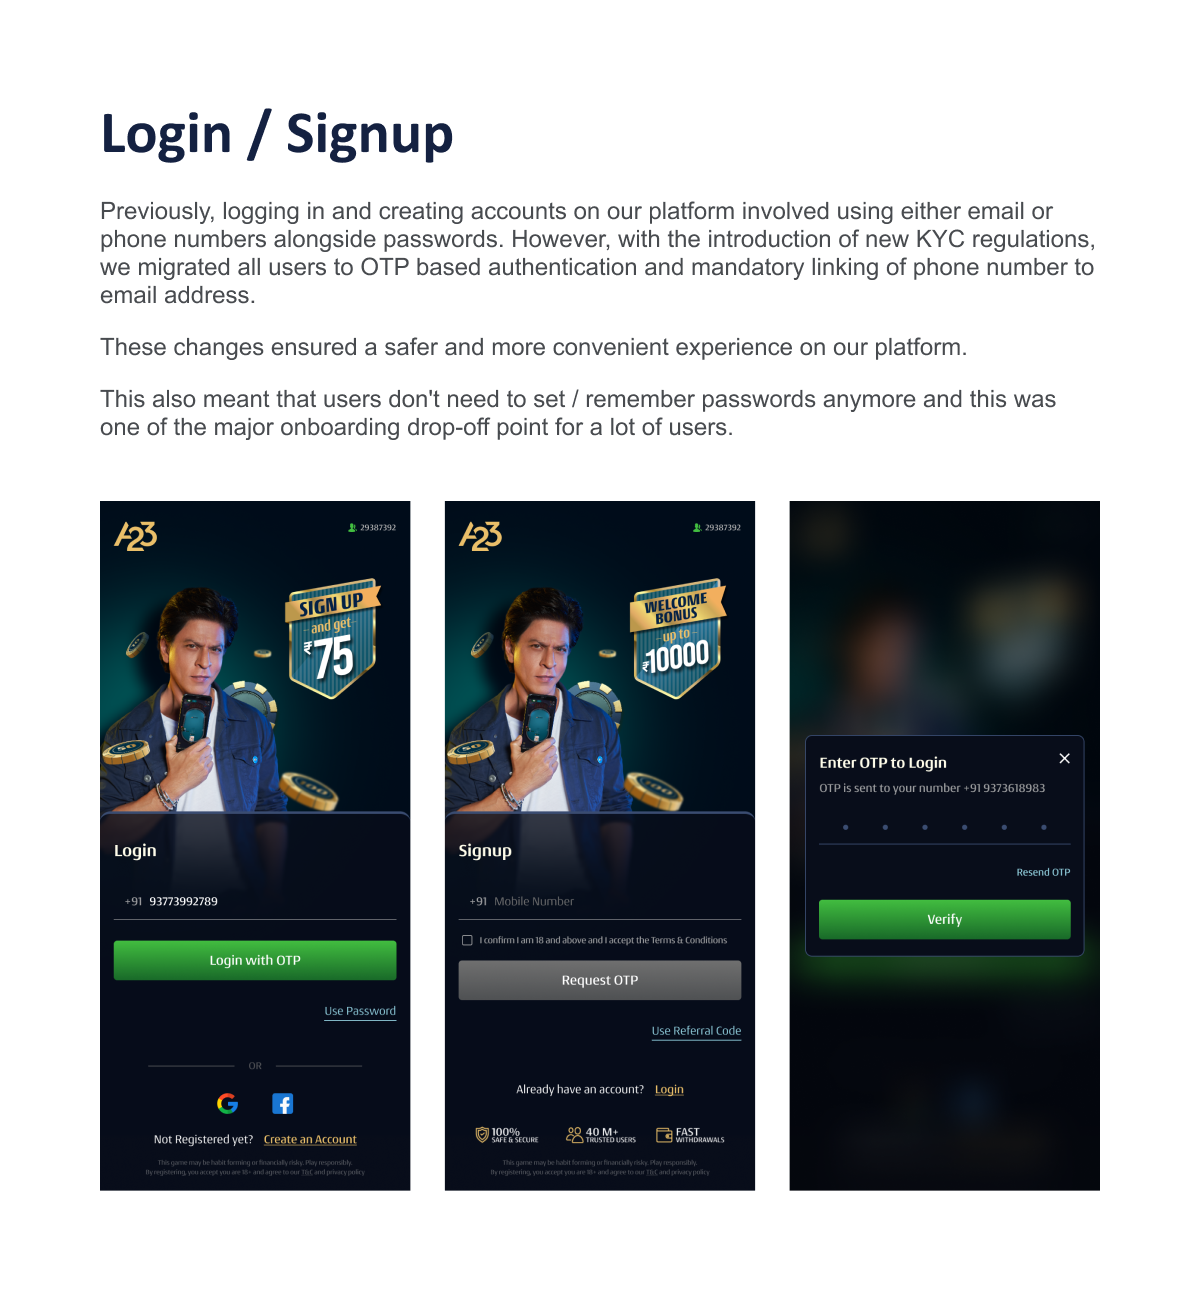 Login / Signup
Previously, logging in and creating accounts on our platform involved using either email or
phone numbers alongside passwords. However, with the introduction of new KYC regulations,
we migrated all users to OTP based authentication and mandatory linking of phone number to
email address.
These changes ensured a safer and more convenient experience on our platform.
This also meant that users don't need to set / remember passwords anymore and this was
one of the major onboarding drop-off point for a lot of users.
A23
29387392
SIGN UP
and get
₹75
50
100
Login
+91 93773992789
Login with OTP
Use Password
OR
Not Registered yet? Create an Account
This game may be habit forming or financially risky. Play responsibly.
By registering, you accept you are 18+ and agree to our T&C and privacy policy
A23
29387392
WELCOME
BONUS
up to
₹10000
50
100
Signup
+91 Mobile Number
I confirm I am 18 and above and I accept the Terms & Conditions
Request OTP
Use Referral Code
Already have an account? Login
100%
SAFE & SECURE
40 M+
TRUSTED USERS
FAST
WITHDRAWALS
This game may be habit forming or financially risky. Play responsibly.
By registering, you accept you are 18+ and agree to our T&C and privacy policy
Enter OTP to Login
OTP is sent to your number +91 9373618983
Resend OTP
Verify